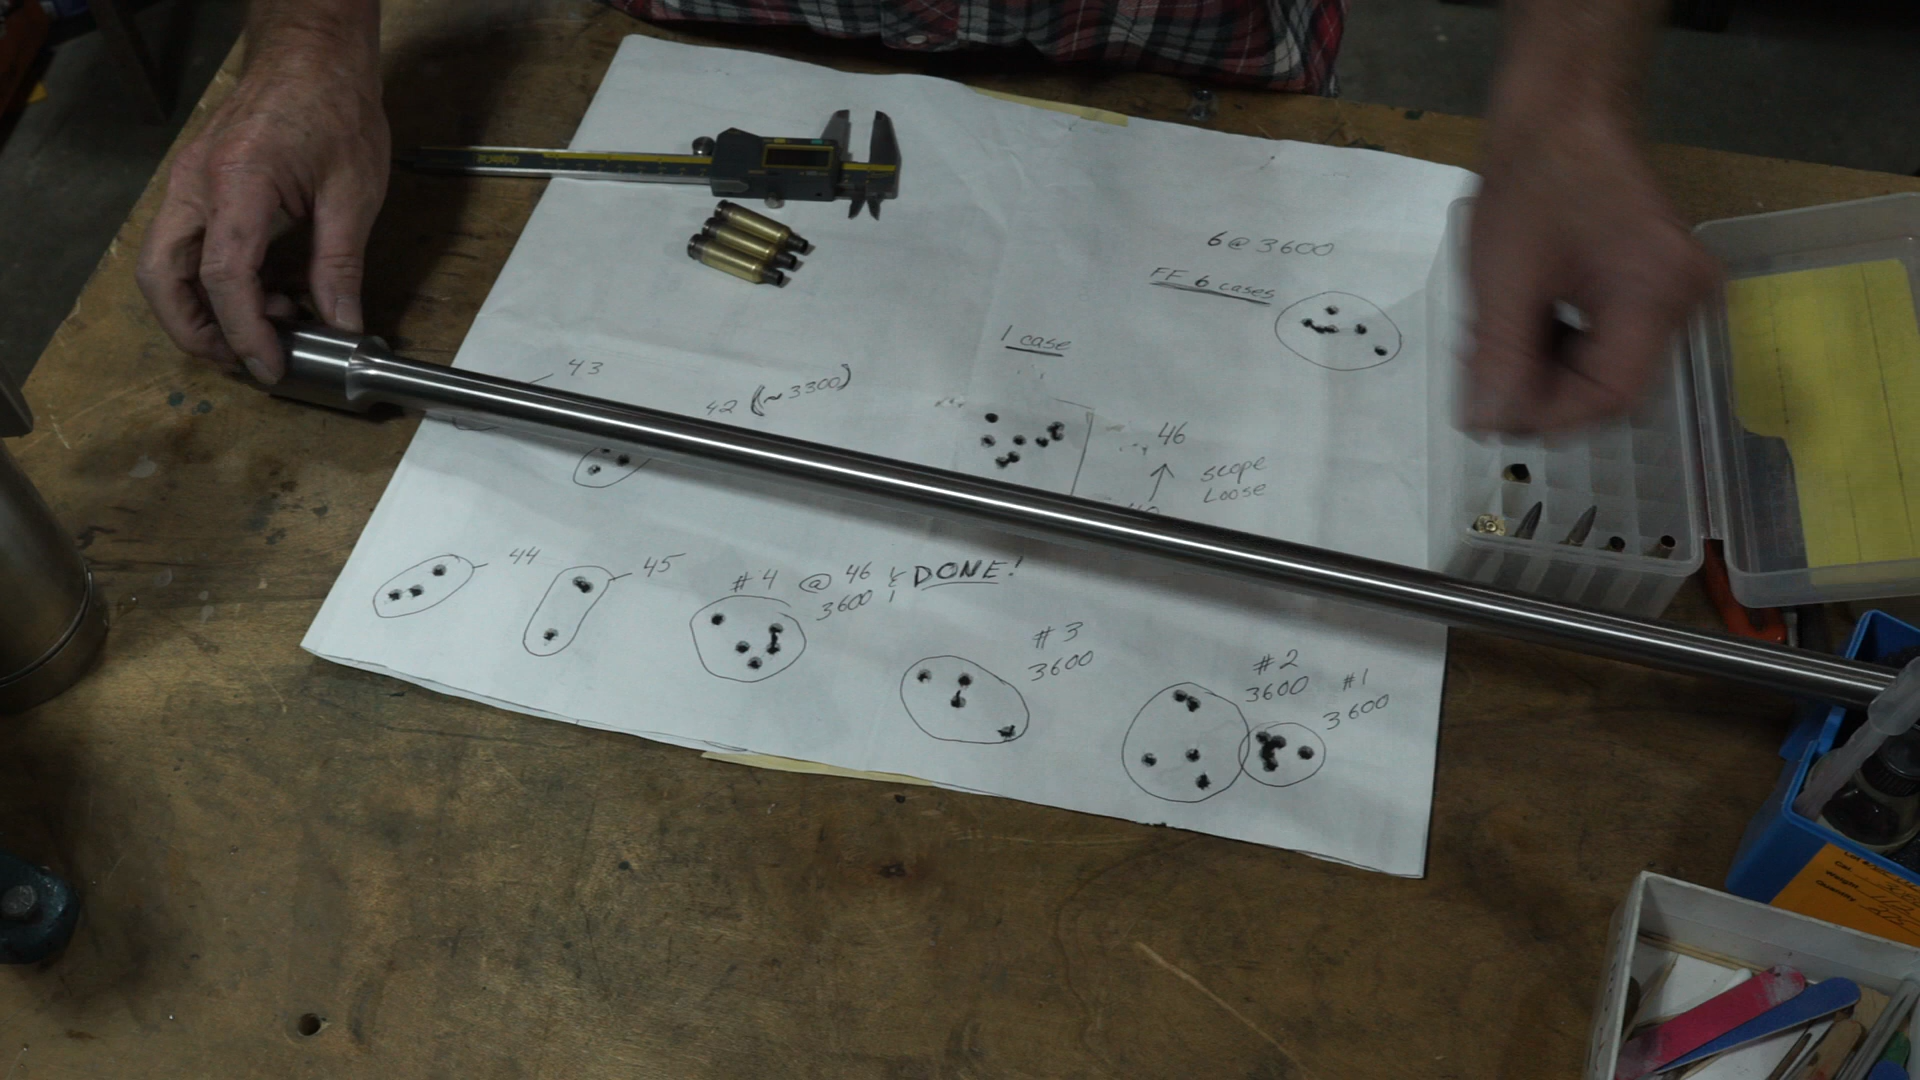 6 @ 3600
FF 6 cases
1 case
43
42 (~3300)
46
SCOPE
LOOSE
44
45
#4 @ 46 & DONE!
3600
#3
3600
#2
3600
#1
3600